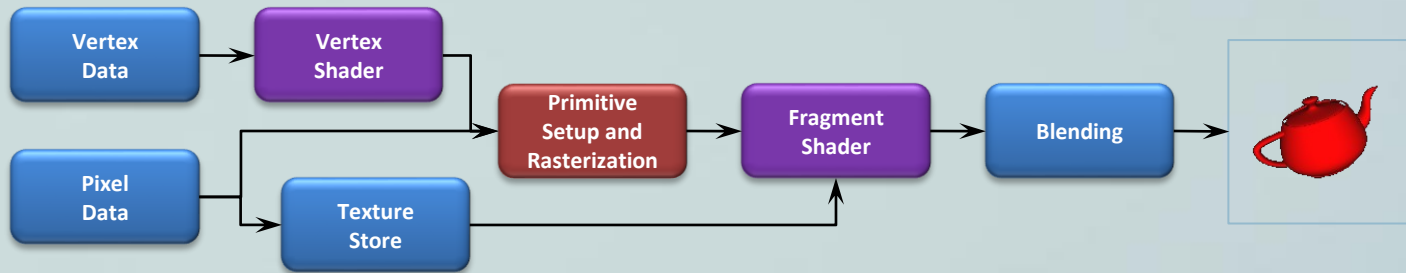 Vertex
Data
Vertex
Shader
Primitive
Setup and
Rasterization
Fragment
Shader
Blending
Pixel
Data
Texture
Store